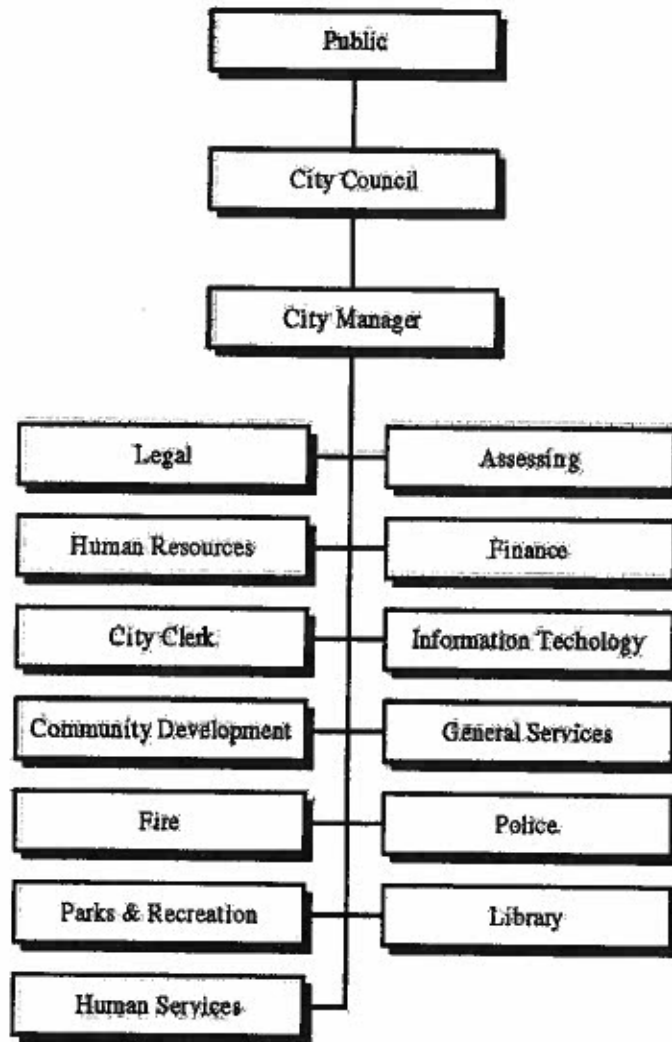 Public
City Council
City Manager
Legal
Assessing
Human Resources
Finance
City Clerk
Information Techology
Community Development
General Services
Fire
Police
Parks & Recreation
Library
Human Services